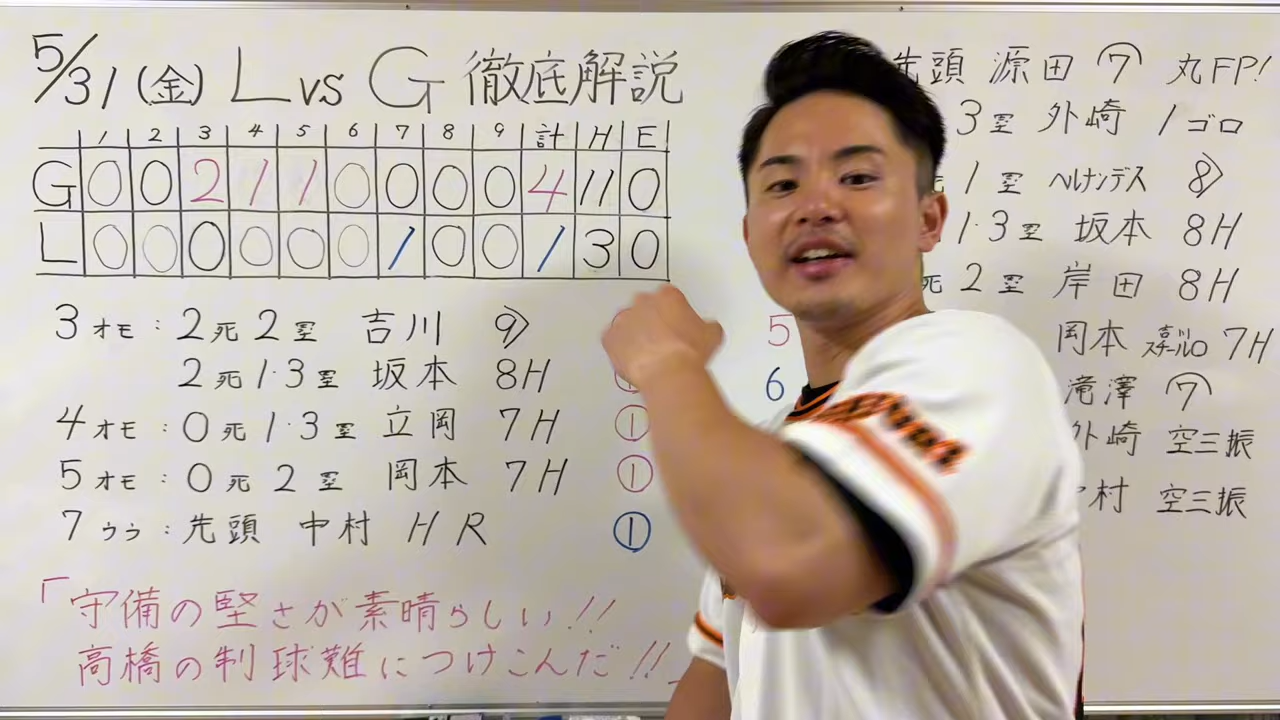 5/31(金) L vs G 徹底解説
1 2 3 4 5 6 7 8 9 計 H E
G 0 0 2 1 1 0 0 0 0 4 11 0
L 0 0 0 0 0 0 1 0 0 1 3 0
3オモ:2死2塁 吉川 9>
2死1·3塁 坂本 8H
4オモ:0死1·3塁 立岡 7H ①
5オモ:0死2塁 岡本 7H ①
7ウラ:先頭 中村 HR ①
「守備の堅さが素晴らしい!!
高橋の制球難につけこんだ!!」
先頭 源田 ⑦ 丸FP!
3塁 外崎 1ゴロ
1塁 ヘルナンデス 8>
1·3塁 坂本 8H
死2塁 岸田 8H
5 岡本 7H
6 滝澤 ⑦
外崎 空三振
中村 空三振